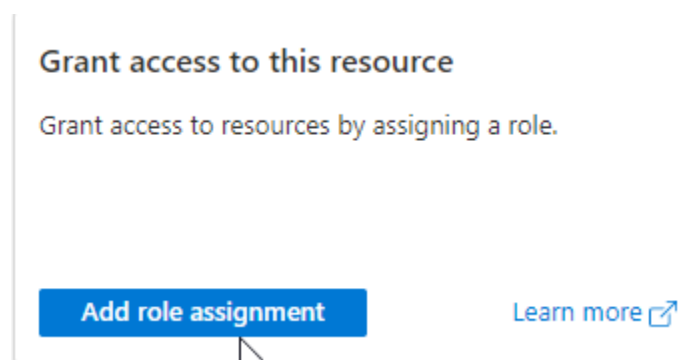 Grant access to this resource
Grant access to resources by assigning a role.
Add role assignment
Learn more